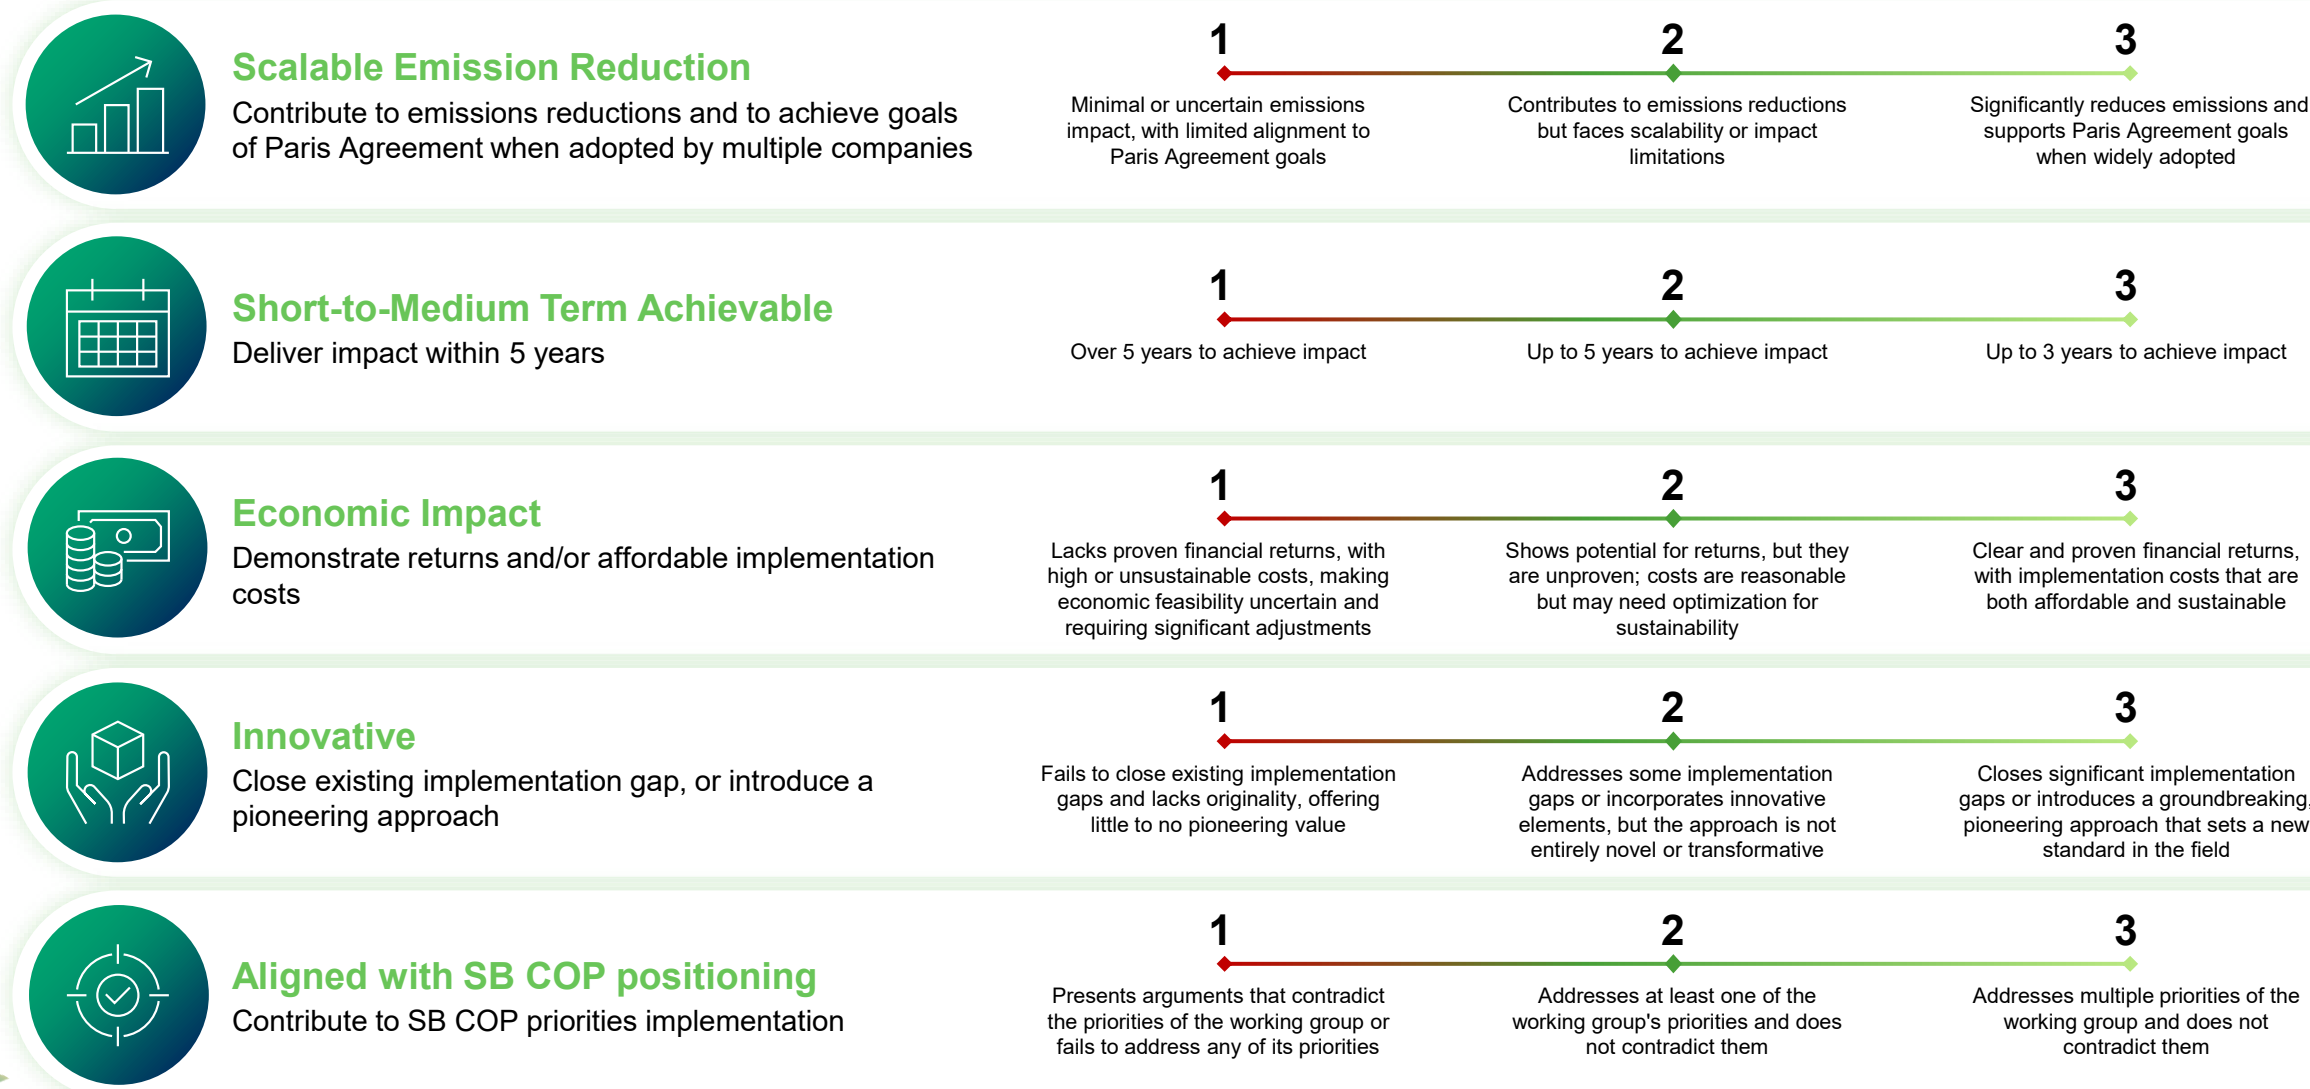 Scalable Emission Reduction
Contribute to emissions reductions and to achieve goals
of Paris Agreement when adopted by multiple companies
1
Minimal or uncertain emissions
impact, with limited alignment to
Paris Agreement goals
2
Contributes to emissions reductions
but faces scalability or impact
limitations
3
Significantly reduces emissions and
supports Paris Agreement goals
when widely adopted
Short-to-Medium Term Achievable
Deliver impact within 5 years
1
Over 5 years to achieve impact
2
Up to 5 years to achieve impact
3
Up to 3 years to achieve impact
Economic Impact
Demonstrate returns and/or affordable implementation
costs
1
Lacks proven financial returns, with
high or unsustainable costs, making
economic feasibility uncertain and
requiring significant adjustments
2
Shows potential for returns, but they
are unproven; costs are reasonable
but may need optimization for
sustainability
3
Clear and proven financial returns,
with implementation costs that are
both affordable and sustainable
Innovative
Close existing implementation gap, or introduce a
pioneering approach
1
Fails to close existing implementation
gaps and lacks originality, offering
little to no pioneering value
2
Addresses some implementation
gaps or incorporates innovative
elements, but the approach is not
entirely novel or transformative
3
Closes significant implementation
gaps or introduces a groundbreaking,
pioneering approach that sets a new
standard in the field
Aligned with SB COP positioning
Contribute to SB COP priorities implementation
1
Presents arguments that contradict
the priorities of the working group or
fails to address any of its priorities
2
Addresses at least one of the
working group's priorities and does
not contradict them
3
Addresses multiple priorities of the
working group and does not
contradict them